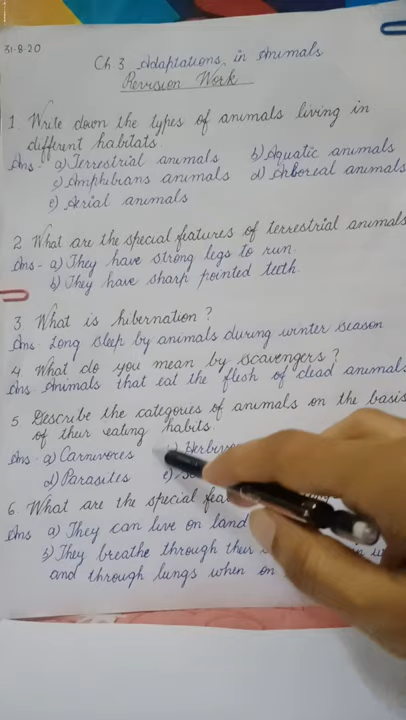 31-8-20
Ch 3 Adaptations in Animals
Revision Work
1. Write down the types of animals living in
different habitats.
Ans - a) Terrestrial animals b) Aquatic animals
c) Amphibians animals d) Arboreal animals
e) Aerial animals
2 What are the special features of terrestrial animals
Ans - a) They have strong legs to run.
b) They have sharp pointed teeth.
3. What is hibernation?
Ans. Long sleep by animals during winter season
4. What do you mean by scavengers?
Ans. Animals that eat the flesh of dead animals
5 Describe the categories of animals on the basis
of their eating habits.
Ans - a) Carnivores
d) Parasites e)
6. What are the special
Ans a) They can live on land
b) They breathe through their
and through lungs when on